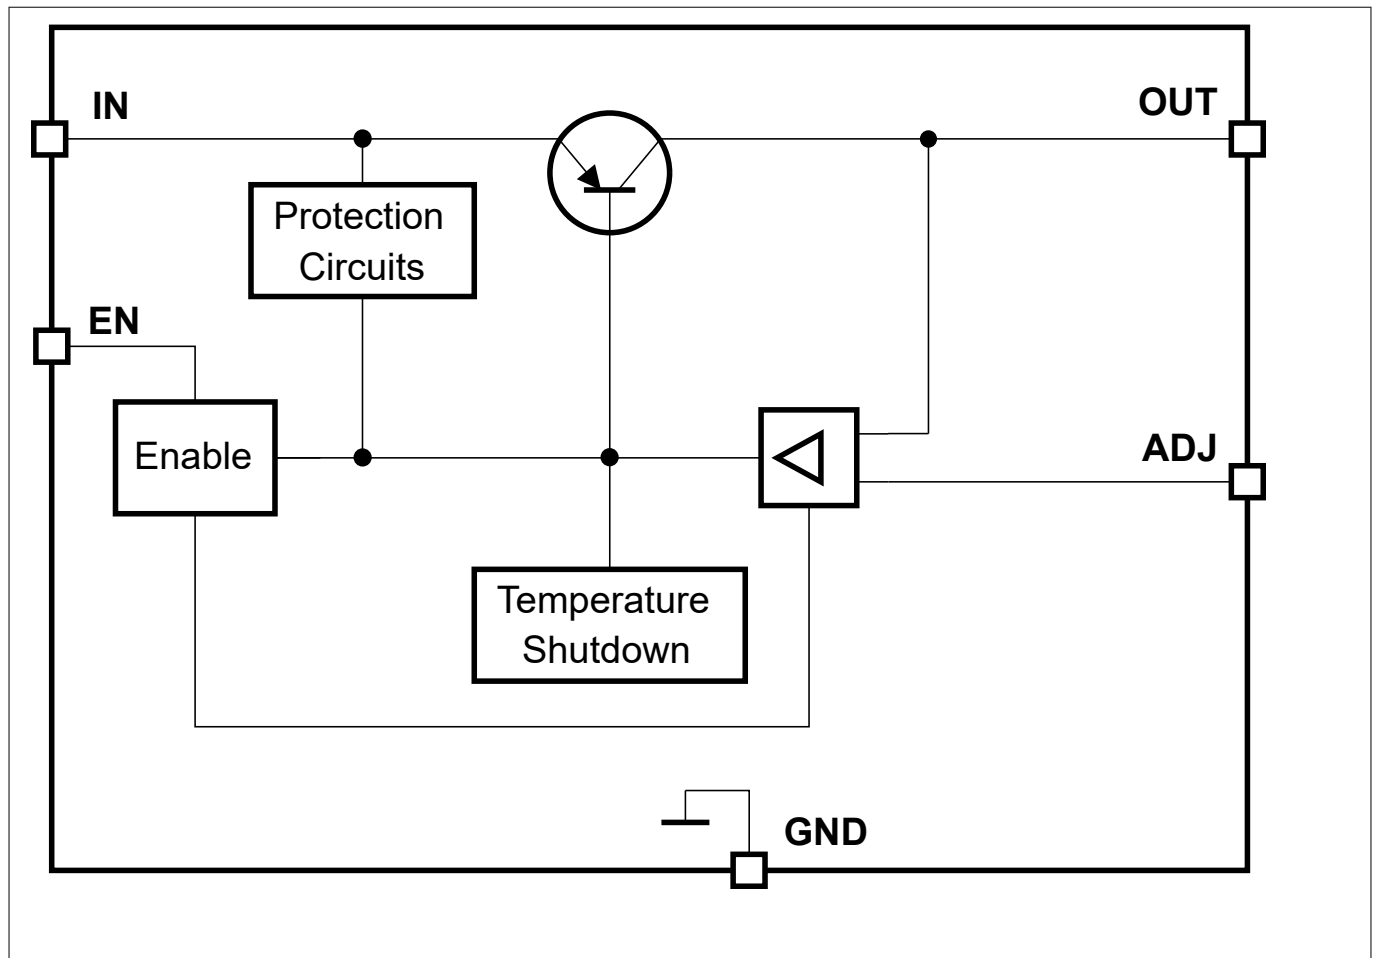 IN
OUT
Protection
Circuits
EN
Enable
ADJ
Temperature
Shutdown
GND